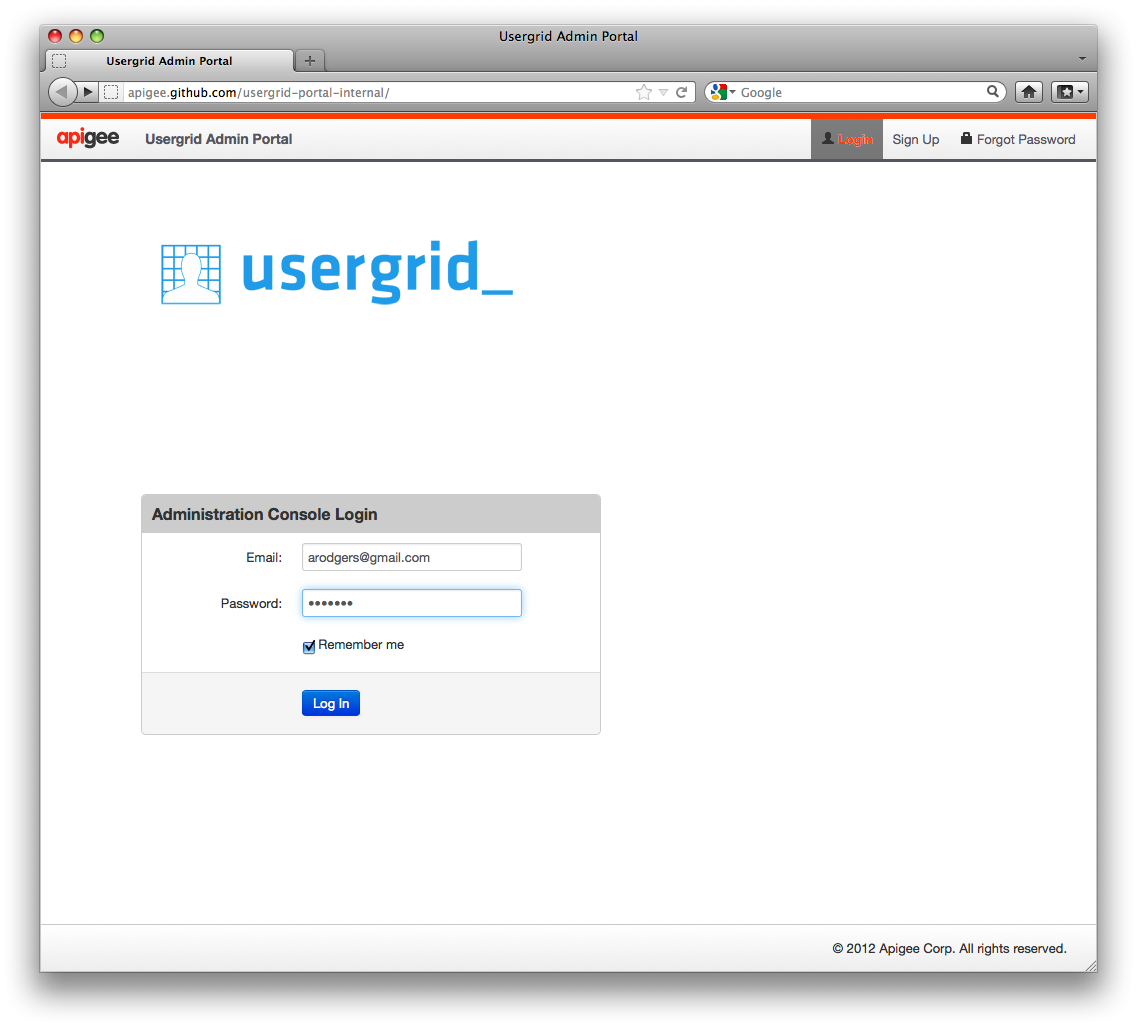 Usergrid Admin Portal
Usergrid Admin Portal
apigee.github.com/usergrid-portal-internal/ Google
apigee Usergrid Admin Portal Login Sign Up Forgot Password
usergrid_
Administration Console Login
Email: arodgers@gmail.com
Password: •••••••
Remember me
Log In
© 2012 Apigee Corp. All rights reserved.